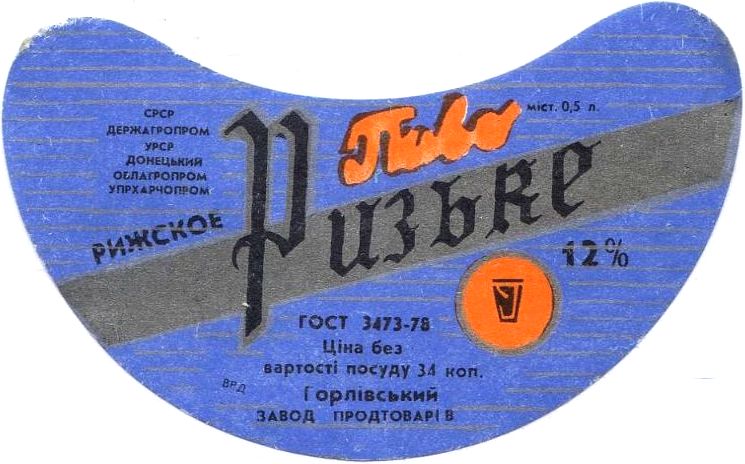 СРСР
ДЕРЖАГРОПРОМ
УРСР
ДОНЕЦЬКИЙ
ОБЛАГРОПРОМ
УПРХАРЧОПРОМ
РИЖСКОЕ
Пиво
міст. 0,5 л.
Ризьке
12%
ГОСТ 3473-78
Ціна без
вартості посуду 34 коп.
ВРД
Горлівський
ЗАВОД ПРОДТОВАРІВ